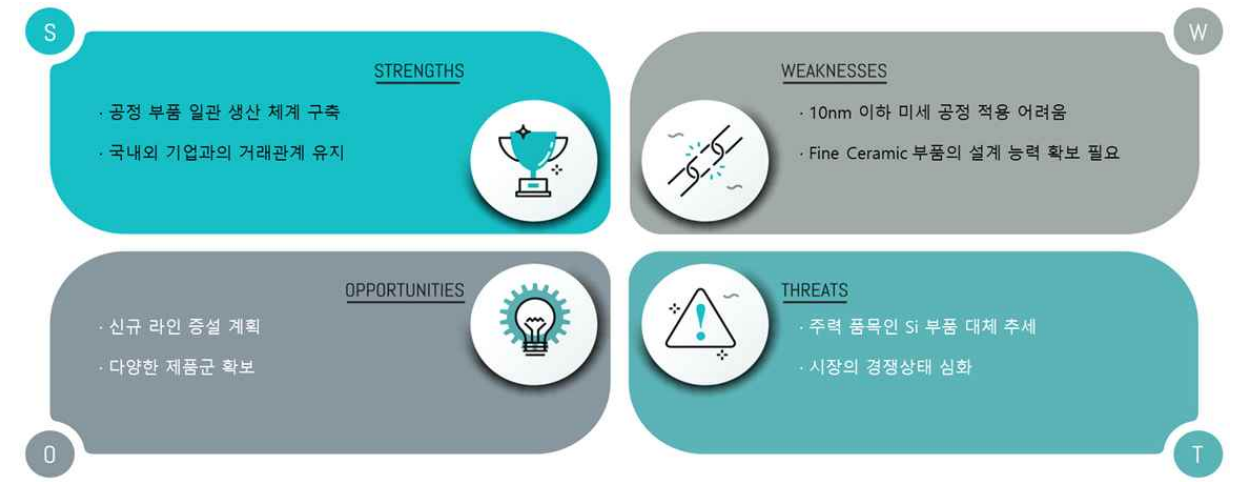 S
STRENGTHS
· 공정 부품 일관 생산 체계 구축
· 국내외 기업과의 거래관계 유지
W
WEAKNESSES
· 10nm 이하 미세 공정 적용 어려움
· Fine Ceramic 부품의 설계 능력 확보 필요
OPPORTUNITIES
· 신규 라인 증설 계획
· 다양한 제품군 확보
O
THREATS
· 주력 품목인 Si 부품 대체 추세
· 시장의 경쟁상태 심화
T